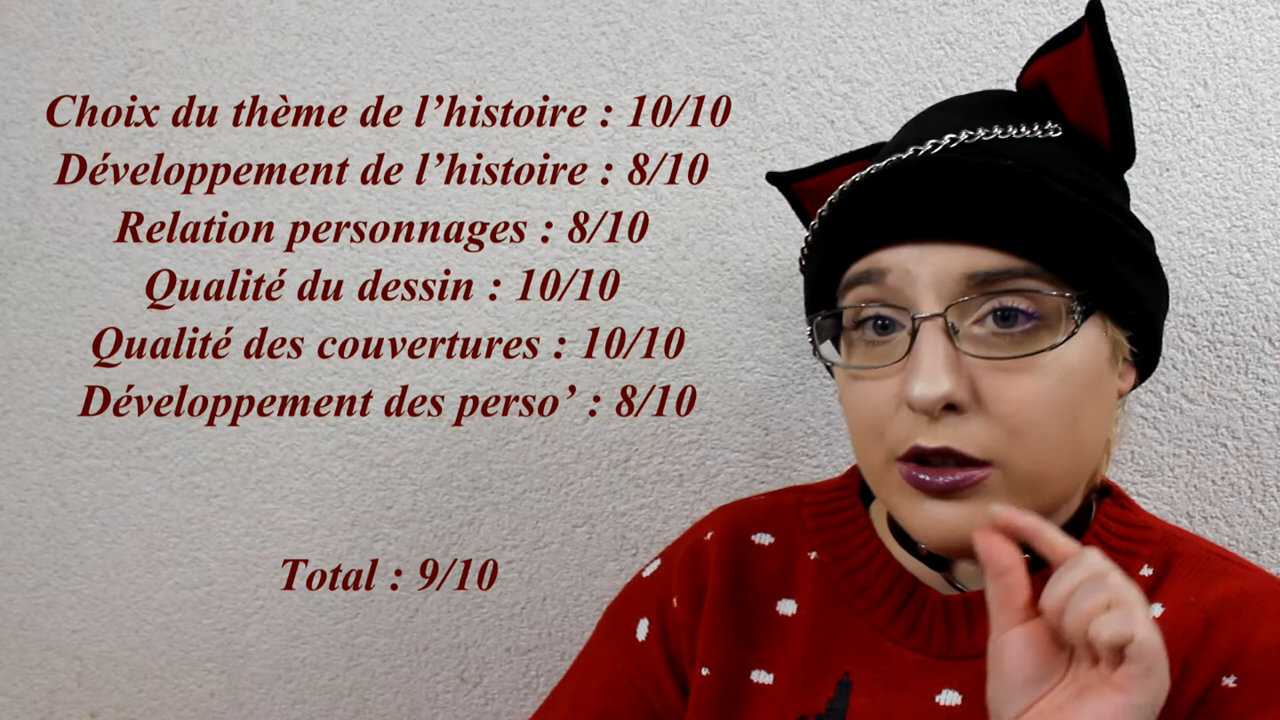 Choix du thème de l’histoire : 10/10
Développement de l’histoire : 8/10
Relation personnages : 8/10
Qualité du dessin : 10/10
Qualité des couvertures : 10/10
Développement des perso’ : 8/10
Total : 9/10